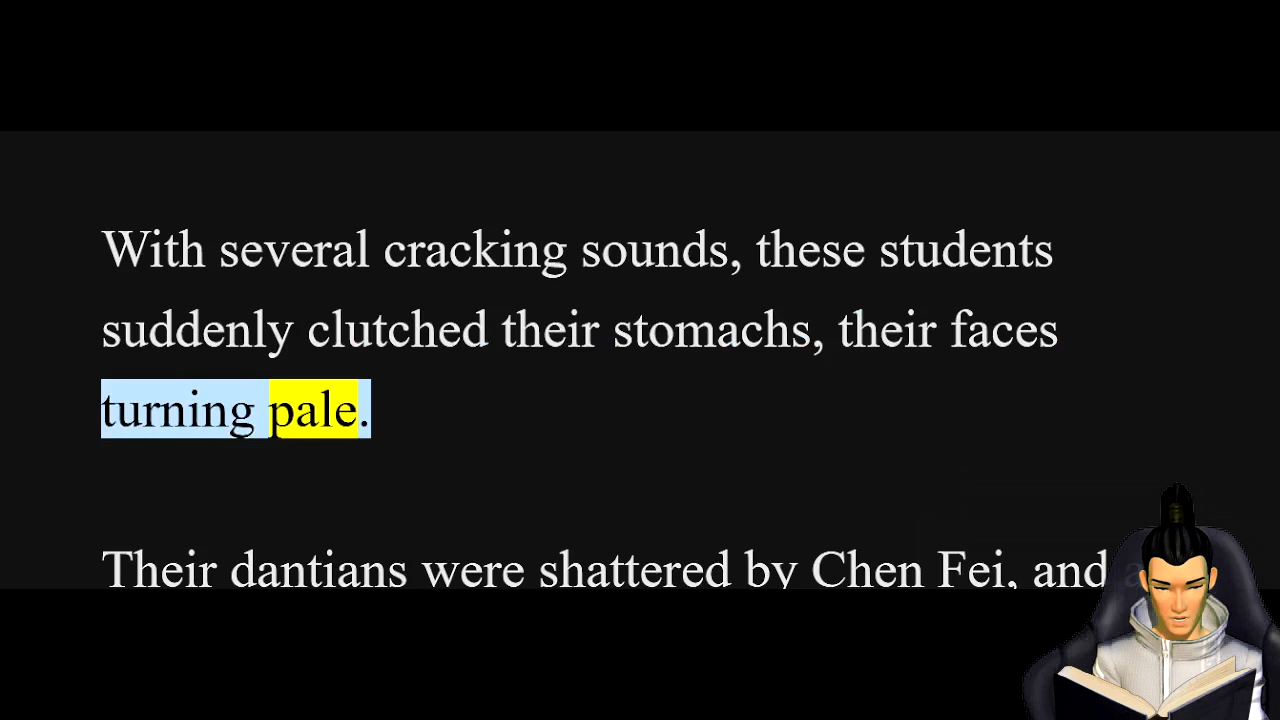 With several cracking sounds, these students
suddenly clutched their stomachs, their faces
turning pale.
Their dantians were shattered by Chen Fei, and